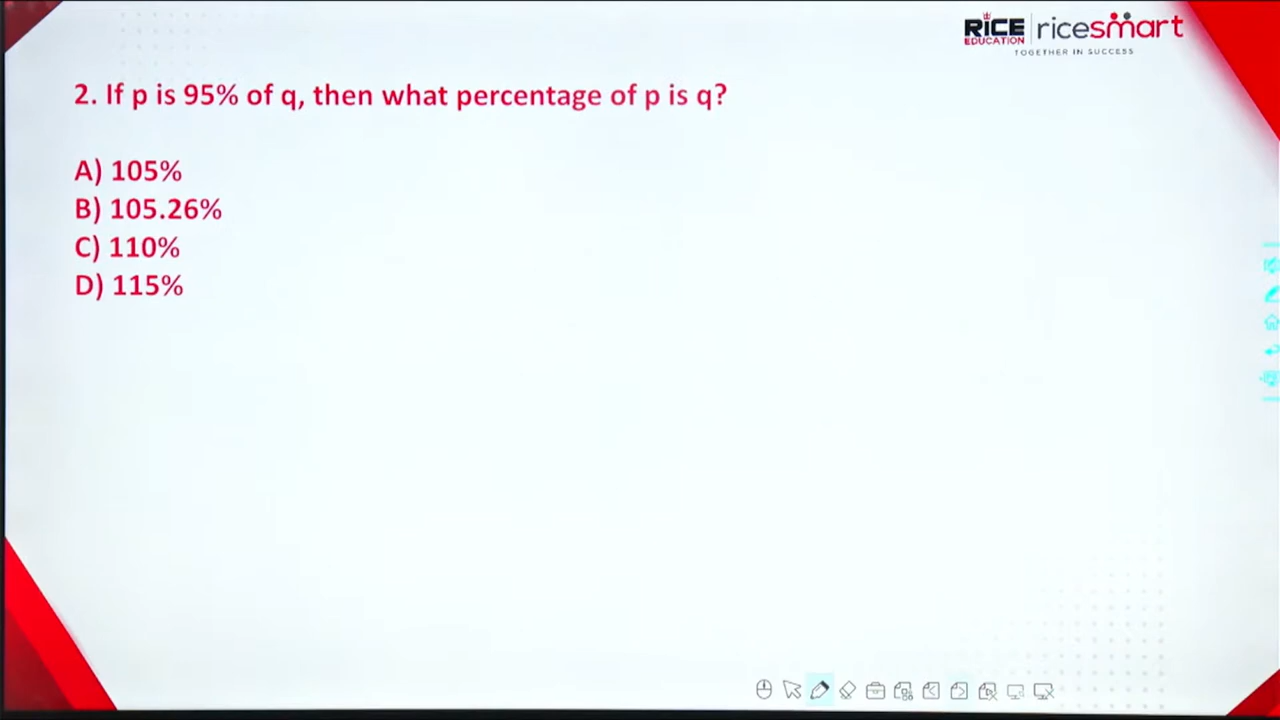 RICE EDUCATION ricesmart
TOGETHER IN SUCCESS
2. If p is 95% of q, then what percentage of p is q?
A) 105%
B) 105.26%
C) 110%
D) 115%